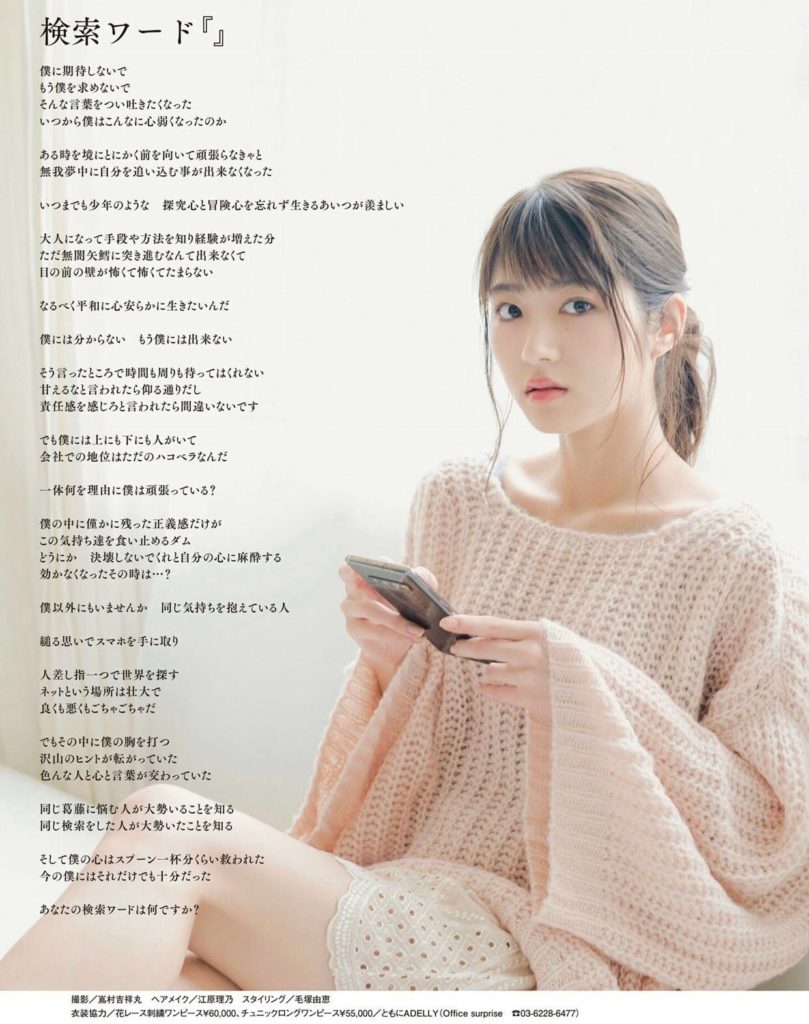 検索ワード『』
僕に期待しないで
もう僕を求めないで
そんな言葉をつい吐きたくなった
いつから僕はこんなに心弱くなったのか
ある時を境にとにかく前を向いて頑張らなきゃと
無我夢中に自分を追い込む事が出来なくなった
いつまでも少年のような　探究心と冒険心を忘れず生きるあいつが羨ましい
大人になって手段や方法を知り経験が増えた分
ただ無闇矢鱈に突き進むなんて出来なくて
目の前の壁が怖くて怖くてたまらない
なるべく平和に心安らかに生きたいんだ
僕には分からない　もう僕には出来ない
そう言ったところで時間も周りも待ってはくれない
甘えるなと言われたら仰る通りだし
責任感を感じろと言われたら間違いないです
でも僕には上にも下にも人がいて
会社での地位はただのハコベラなんだ
一体何を理由に僕は頑張っている？
僕の中に僅かに残った正義感だけが
この気持ち達を食い止めるダム
どうにか　決壊しないでくれと自分の心に麻酔する
効かなくなったその時は…？
僕以外にもいませんか　同じ気持ちを抱えている人
縋る思いでスマホを手に取り
人差し指一つで世界を探す
ネットという場所は壮大で
良くも悪くもごちゃごちゃだ
でもその中に僕の胸を打つ
沢山のヒントが転がっていた
色んな人と心と言葉が交わっていた
同じ葛藤に悩む人が大勢いることを知る
同じ検索をした人が大勢いたことを知る
そして僕の心はスプーン一杯分くらい救われた
今の僕にはそれだけでも十分だった
あなたの検索ワードは何ですか？
撮影／嶌村吉祥丸　ヘアメイク／江原理乃　スタイリング／毛塚由恵
衣装協力／花レース刺繍ワンピース¥60,000、チュニックロングワンピース¥55,000／ともにADELLY（Office surprise　☎03-6228-6477）